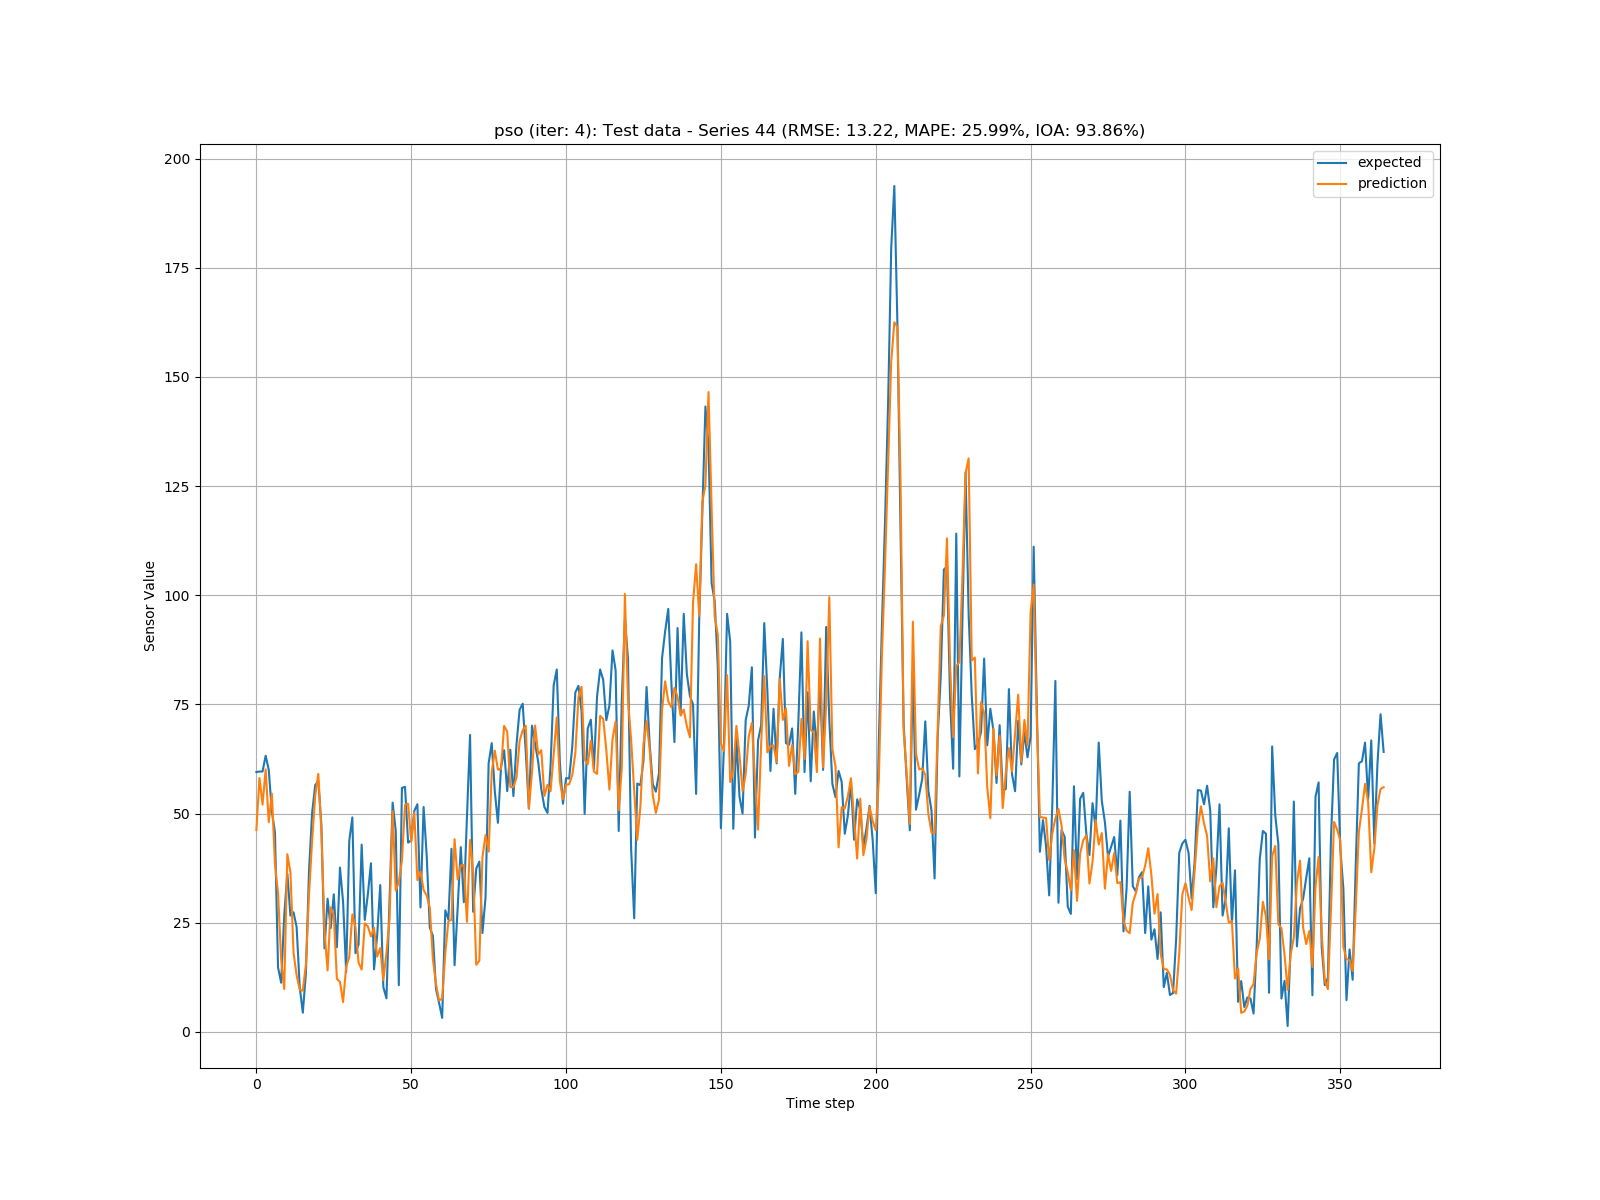 pso (iter: 4): Test data - Series 44 (RMSE: 13.22, MAPE: 25.99%, IOA: 93.86%)
expected
prediction
200
175
150
125
100
75
50
25
0
Sensor Value
0 50 100 150 200 250 300 350
Time step